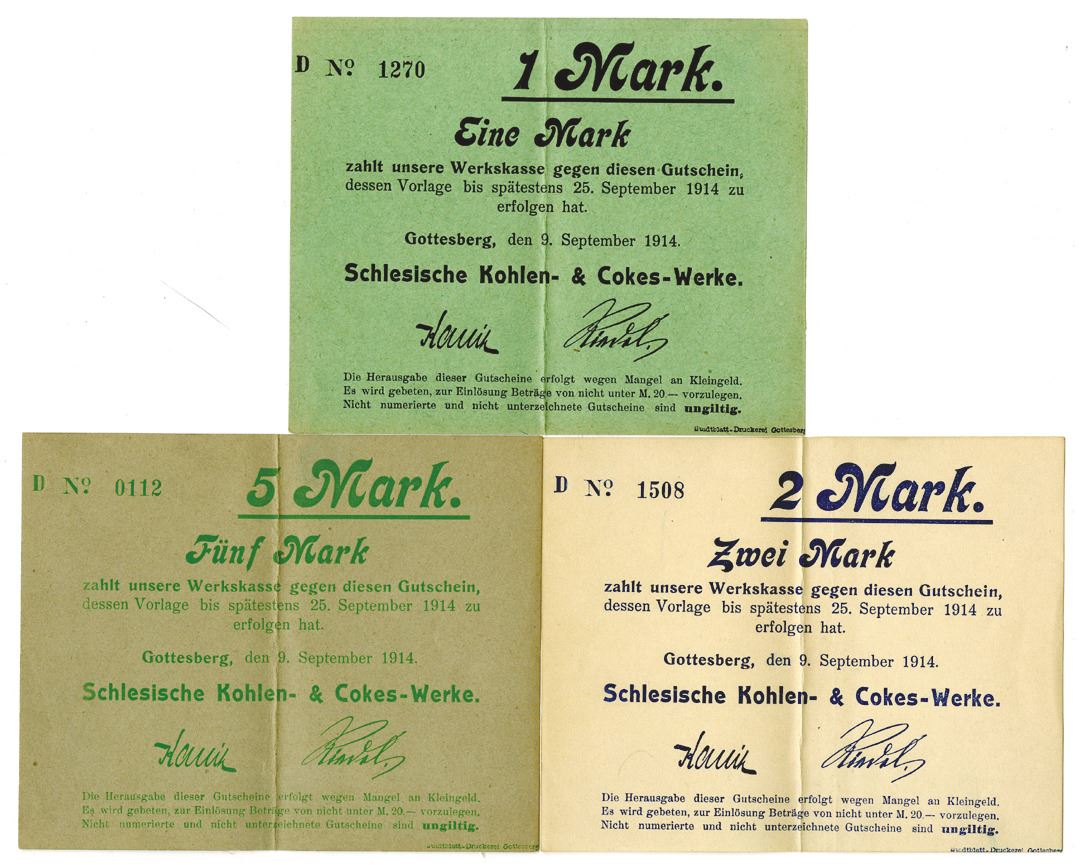 D Nº 1270
1 Mark.
Eine Mark
zahlt unsere Werkskasse gegen diesen Gutschein,
dessen Vorlage bis spätestens 25. September 1914 zu
erfolgen hat.
Gottesberg, den 9. September 1914.
Schlesische Kohlen- & Cokes-Werke.
Die Herausgabe dieser Gutscheine erfolgt wegen Mangel an Kleingeld.
Es wird gebeten, zur Einlösung Beträge von nicht unter M. 20.— vorzulegen.
Nicht numerierte und nicht unterzeichnete Gutscheine sind ungiltig.
Stadtblatt-Druckerei Gottesberg
D Nº 0112
5 Mark.
Fünf Mark
zahlt unsere Werkskasse gegen diesen Gutschein,
dessen Vorlage bis spätestens 25. September 1914 zu
erfolgen hat.
Gottesberg, den 9. September 1914.
Schlesische Kohlen- & Cokes-Werke.
Die Herausgabe dieser Gutscheine erfolgt wegen Mangel an Kleingeld.
Es wird gebeten, zur Einlösung Beträge von nicht unter M. 20.— vorzulegen.
Nicht numerierte und nicht unterzeichnete Gutscheine sind ungiltig.
Stadtblatt-Druckerei Gottesberg
D Nº 1508
2 Mark.
Zwei Mark
zahlt unsere Werkskasse gegen diesen Gutschein,
dessen Vorlage bis spätestens 25. September 1914 zu
erfolgen hat.
Gottesberg, den 9. September 1914.
Schlesische Kohlen- & Cokes-Werke.
Die Herausgabe dieser Gutscheine erfolgt wegen Mangel an Kleingeld.
Es wird gebeten, zur Einlösung Beträge von nicht unter M. 20.— vorzulegen.
Nicht numerierte und nicht unterzeichnete Gutscheine sind ungiltig.
Stadtblatt-Druckerei Gottesberg